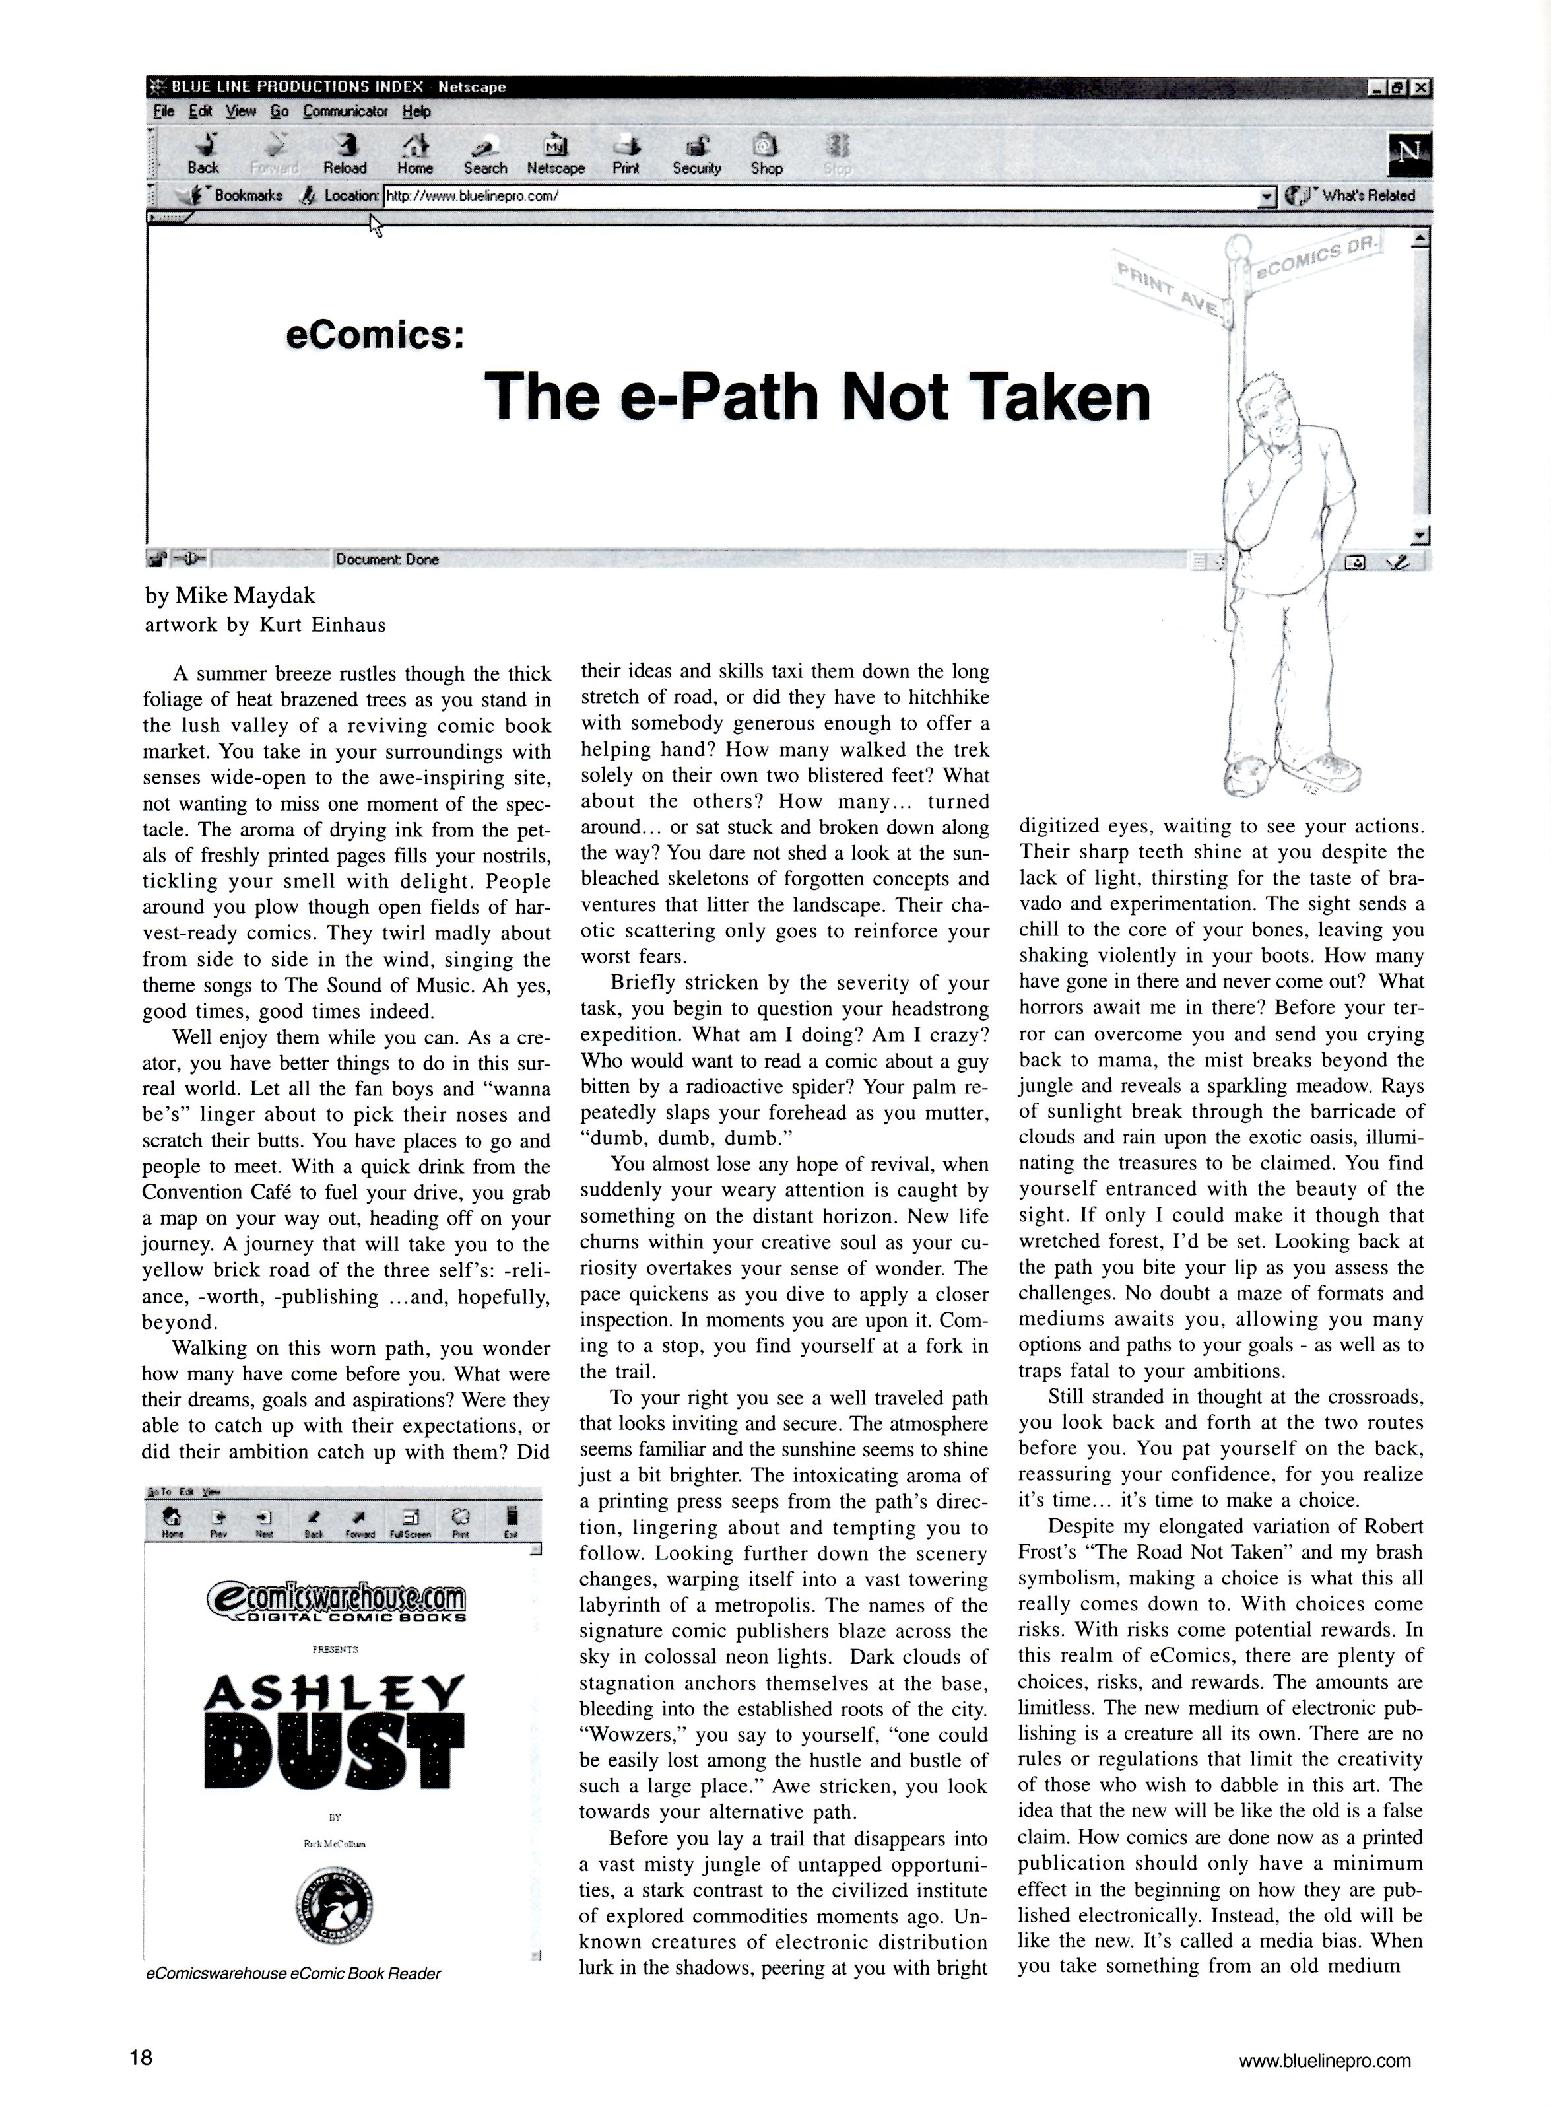 BLUE LINE PRODUCTIONS INDEX - Netscape
File Edit View Go Communicator Help
Back Forward Reload Home Search Netscape Print Security Shop Stop
Bookmarks Location: http://www.bluelinepro.com/ What's Related
PRINT AVE.
eCOMICS DR.
eComics:
The e-Path Not Taken
Document: Done
by Mike Maydak
artwork by Kurt Einhaus
A summer breeze rustles though the thick
foliage of heat brazened trees as you stand in
the lush valley of a reviving comic book
market. You take in your surroundings with
senses wide-open to the awe-inspiring site,
not wanting to miss one moment of the spec-
tacle. The aroma of drying ink from the pet-
als of freshly printed pages fills your nostrils,
tickling your smell with delight. People
around you plow though open fields of har-
vest-ready comics. They twirl madly about
from side to side in the wind, singing the
theme songs to The Sound of Music. Ah yes,
good times, good times indeed.
Well enjoy them while you can. As a cre-
ator, you have better things to do in this sur-
real world. Let all the fan boys and “wanna
be's” linger about to pick their noses and
scratch their butts. You have places to go and
people to meet. With a quick drink from the
Convention Café to fuel your drive, you grab
a map on your way out, heading off on your
journey. A journey that will take you to the
yellow brick road of the three self's: -reli-
ance, -worth, -publishing ...and, hopefully,
beyond.
Walking on this worn path, you wonder
how many have come before you. What were
their dreams, goals and aspirations? Were they
able to catch up with their expectations, or
did their ambition catch up with them? Did
Go To Edit View
Home Prev Next Back Forward Full Screen Print Exit
ecomicswarehouse.com
DIGITAL COMIC BOOKS
PRESENTS
ASHLEY
DUST
BY
Rick McCollum
BLUE LINE PRO
COMICS
eComicswarehouse eComic Book Reader
their ideas and skills taxi them down the long
stretch of road, or did they have to hitchhike
with somebody generous enough to offer a
helping hand? How many walked the trek
solely on their own two blistered feet? What
about the others? How many... turned
around... or sat stuck and broken down along
the way? You dare not shed a look at the sun-
bleached skeletons of forgotten concepts and
ventures that litter the landscape. Their cha-
otic scattering only goes to reinforce your
worst fears.
Briefly stricken by the severity of your
task, you begin to question your headstrong
expedition. What am I doing? Am I crazy?
Who would want to read a comic about a guy
bitten by a radioactive spider? Your palm re-
peatedly slaps your forehead as you mutter,
“dumb, dumb, dumb.”
You almost lose any hope of revival, when
suddenly your weary attention is caught by
something on the distant horizon. New life
churns within your creative soul as your cu-
riosity overtakes your sense of wonder. The
pace quickens as you dive to apply a closer
inspection. In moments you are upon it. Com-
ing to a stop, you find yourself at a fork in
the trail.
To your right you see a well traveled path
that looks inviting and secure. The atmosphere
seems familiar and the sunshine seems to shine
just a bit brighter. The intoxicating aroma of
a printing press seeps from the path's direc-
tion, lingering about and tempting you to
follow. Looking further down the scenery
changes, warping itself into a vast towering
labyrinth of a metropolis. The names of the
signature comic publishers blaze across the
sky in colossal neon lights. Dark clouds of
stagnation anchors themselves at the base,
bleeding into the established roots of the city.
“Wowzers,” you say to yourself, “one could
be easily lost among the hustle and bustle of
such a large place.” Awe stricken, you look
towards your alternative path.
Before you lay a trail that disappears into
a vast misty jungle of untapped opportuni-
ties, a stark contrast to the civilized institute
of explored commodities moments ago. Un-
known creatures of electronic distribution
lurk in the shadows, peering at you with bright
digitized eyes, waiting to see your actions.
Their sharp teeth shine at you despite the
lack of light, thirsting for the taste of bra-
vado and experimentation. The sight sends a
chill to the core of your bones, leaving you
shaking violently in your boots. How many
have gone in there and never come out? What
horrors await me in there? Before your ter-
ror can overcome you and send you crying
back to mama, the mist breaks beyond the
jungle and reveals a sparkling meadow. Rays
of sunlight break through the barricade of
clouds and rain upon the exotic oasis, illumi-
nating the treasures to be claimed. You find
yourself entranced with the beauty of the
sight. If only I could make it though that
wretched forest, I'd be set. Looking back at
the path you bite your lip as you assess the
challenges. No doubt a maze of formats and
mediums awaits you, allowing you many
options and paths to your goals - as well as to
traps fatal to your ambitions.
Still stranded in thought at the crossroads,
you look back and forth at the two routes
before you. You pat yourself on the back,
reassuring your confidence, for you realize
it's time... it's time to make a choice.
Despite my elongated variation of Robert
Frost's “The Road Not Taken” and my brash
symbolism, making a choice is what this all
really comes down to. With choices come
risks. With risks come potential rewards. In
this realm of eComics, there are plenty of
choices, risks, and rewards. The amounts are
limitless. The new medium of electronic pub-
lishing is a creature all its own. There are no
rules or regulations that limit the creativity
of those who wish to dabble in this art. The
idea that the new will be like the old is a false
claim. How comics are done now as a printed
publication should only have a minimum
effect in the beginning on how they are pub-
lished electronically. Instead, the old will be
like the new. It's called a media bias. When
you take something from an old medium
18
www.bluelinepro.com